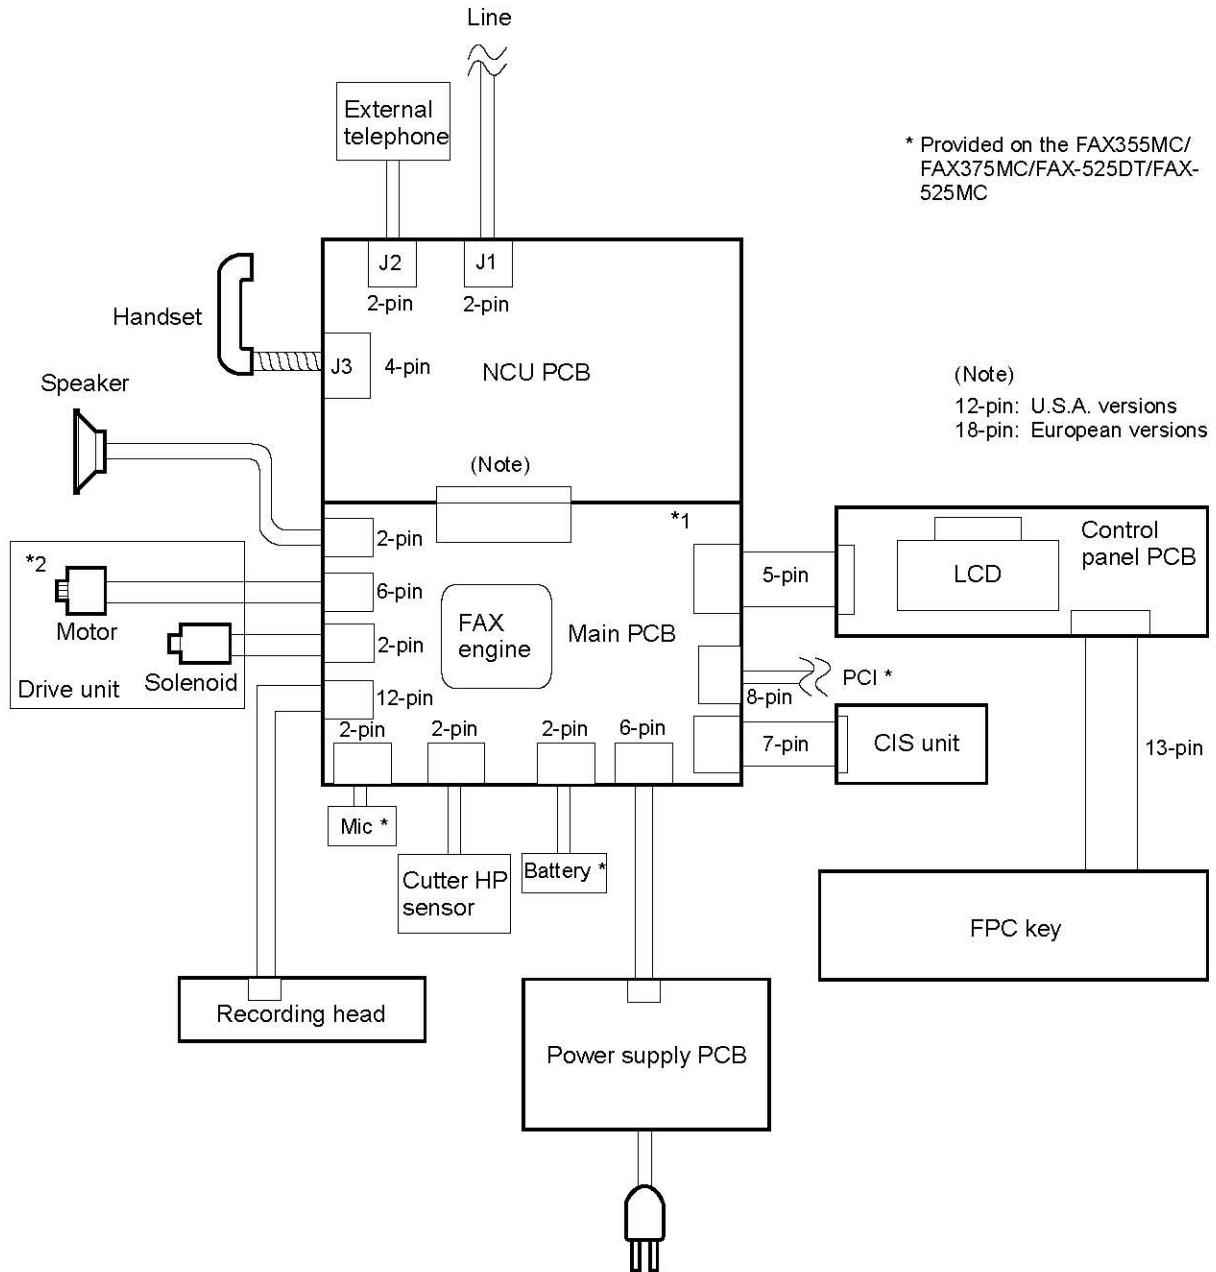 Line
External
telephone
* Provided on the FAX355MC/
FAX375MC/FAX-525DT/FAX-
525MC
J2
J1
2-pin
2-pin
Handset
J3
4-pin
NCU PCB
Speaker
(Note)
12-pin: U.S.A. versions
18-pin: European versions
(Note)
*1
2-pin
Control
panel PCB
LCD
5-pin
*2
Motor
6-pin
FAX
engine
Main PCB
2-pin
Solenoid
Drive unit
12-pin
PCI *
8-pin
2-pin
2-pin
2-pin
6-pin
7-pin
CIS unit
13-pin
Mic *
Cutter HP
sensor
Battery *
FPC key
Recording head
Power supply PCB